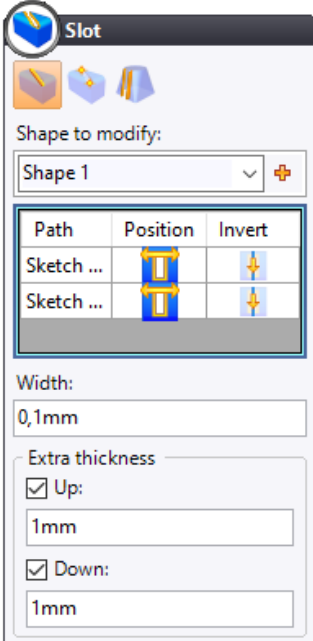 Slot
Shape to modify:
Shape 1
Path Position Invert
Sketch ...
Sketch ...
Width:
0,1mm
Extra thickness
Up:
1mm
Down:
1mm